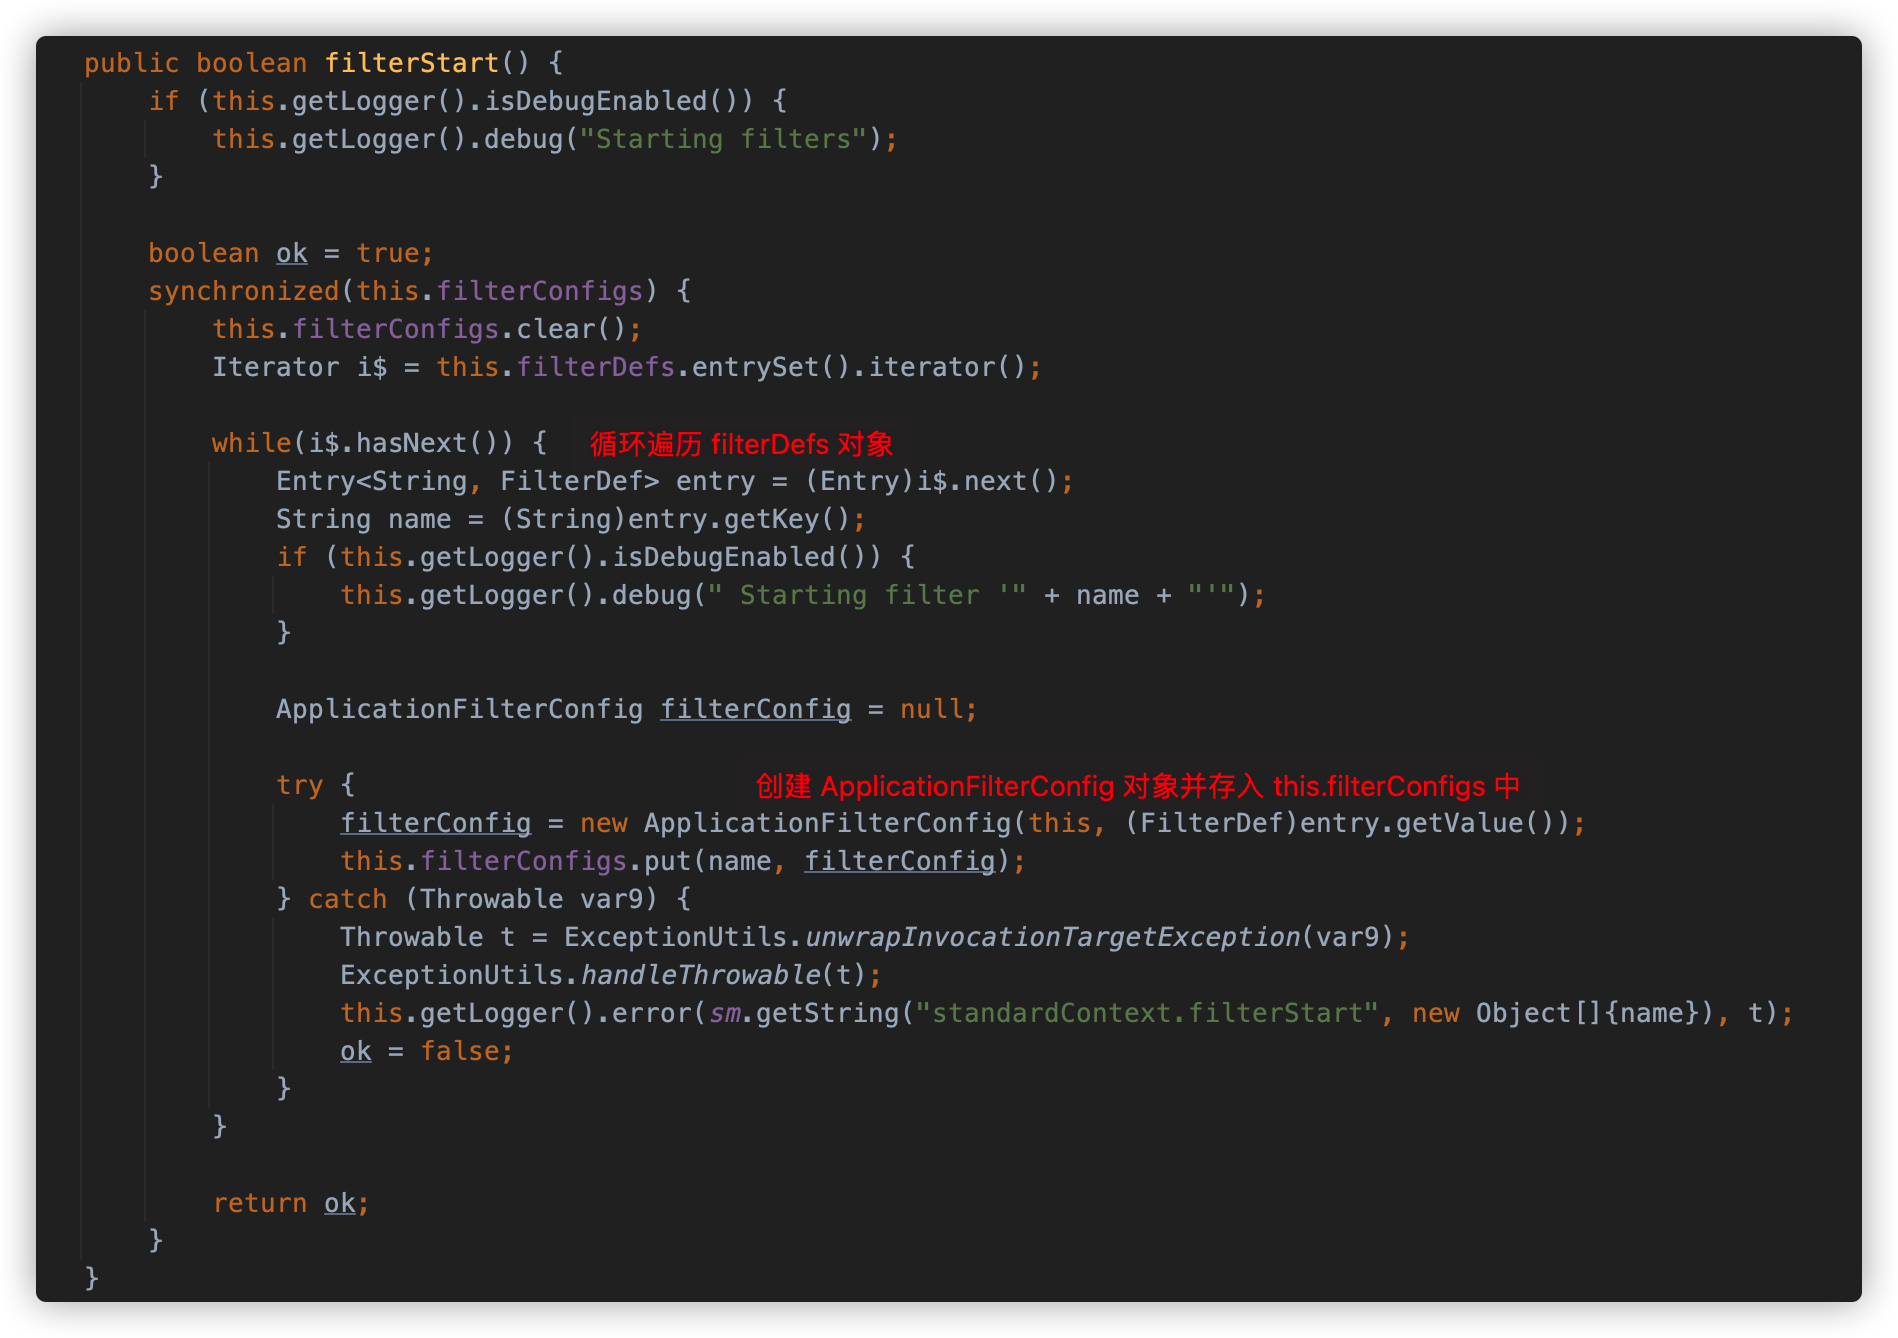 public boolean filterStart() {
    if (this.getLogger().isDebugEnabled()) {
        this.getLogger().debug("Starting filters");
    }

    boolean ok = true;
    synchronized(this.filterConfigs) {
        this.filterConfigs.clear();
        Iterator i$ = this.filterDefs.entrySet().iterator();

        while(i$.hasNext()) {  循环遍历 filterDefs 对象
            Entry<String, FilterDef> entry = (Entry)i$.next();
            String name = (String)entry.getKey();
            if (this.getLogger().isDebugEnabled()) {
                this.getLogger().debug(" Starting filter '" + name + "'");
            }

            ApplicationFilterConfig filterConfig = null;

            try {  创建 ApplicationFilterConfig 对象并存入 this.filterConfigs 中
                filterConfig = new ApplicationFilterConfig(this, (FilterDef)entry.getValue());
                this.filterConfigs.put(name, filterConfig);
            } catch (Throwable var9) {
                Throwable t = ExceptionUtils.unwrapInvocationTargetException(var9);
                ExceptionUtils.handleThrowable(t);
                this.getLogger().error(sm.getString("standardContext.filterStart", new Object[]{name}), t);
                ok = false;
            }
        }

        return ok;
    }
}